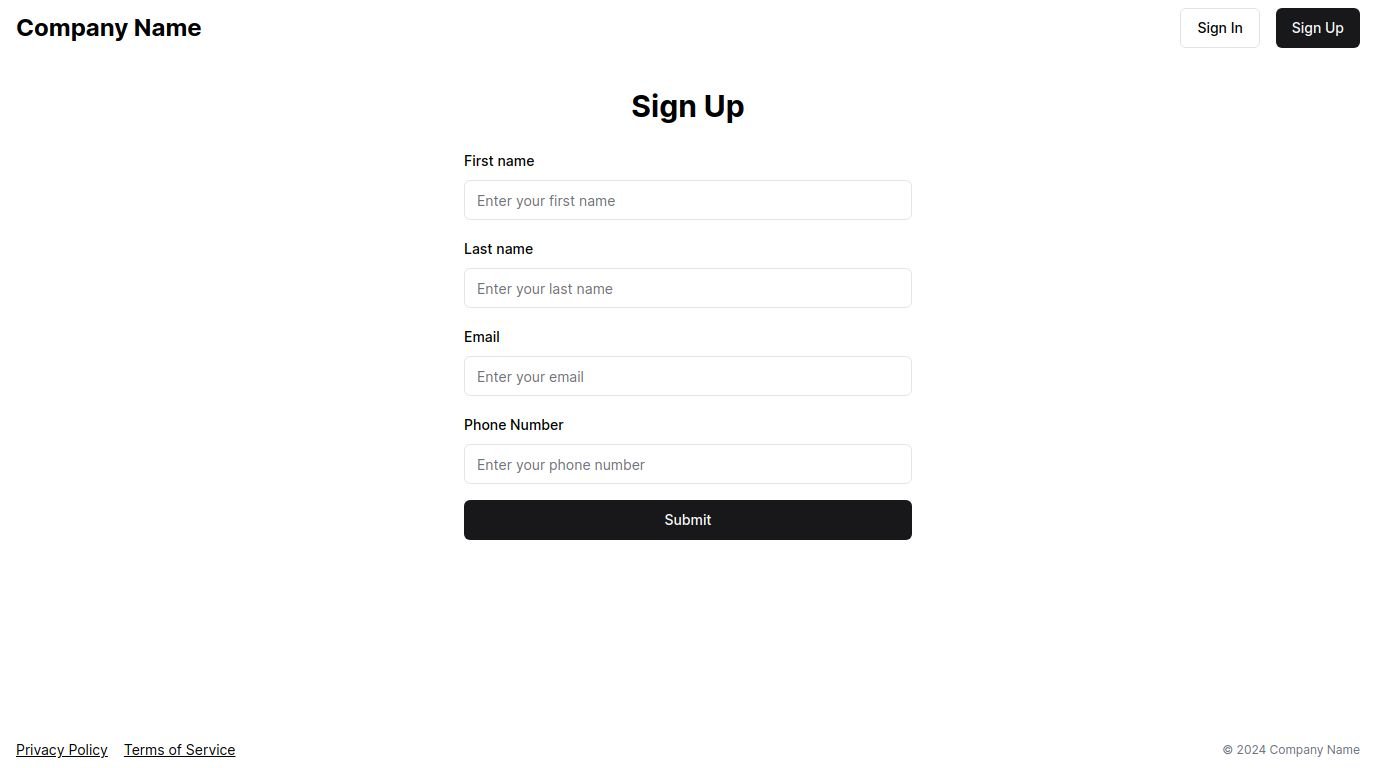 Company Name
Sign In
Sign Up
Sign Up
First name
Enter your first name
Last name
Enter your last name
Email
Enter your email
Phone Number
Enter your phone number
Submit
Privacy Policy
Terms of Service
© 2024 Company Name